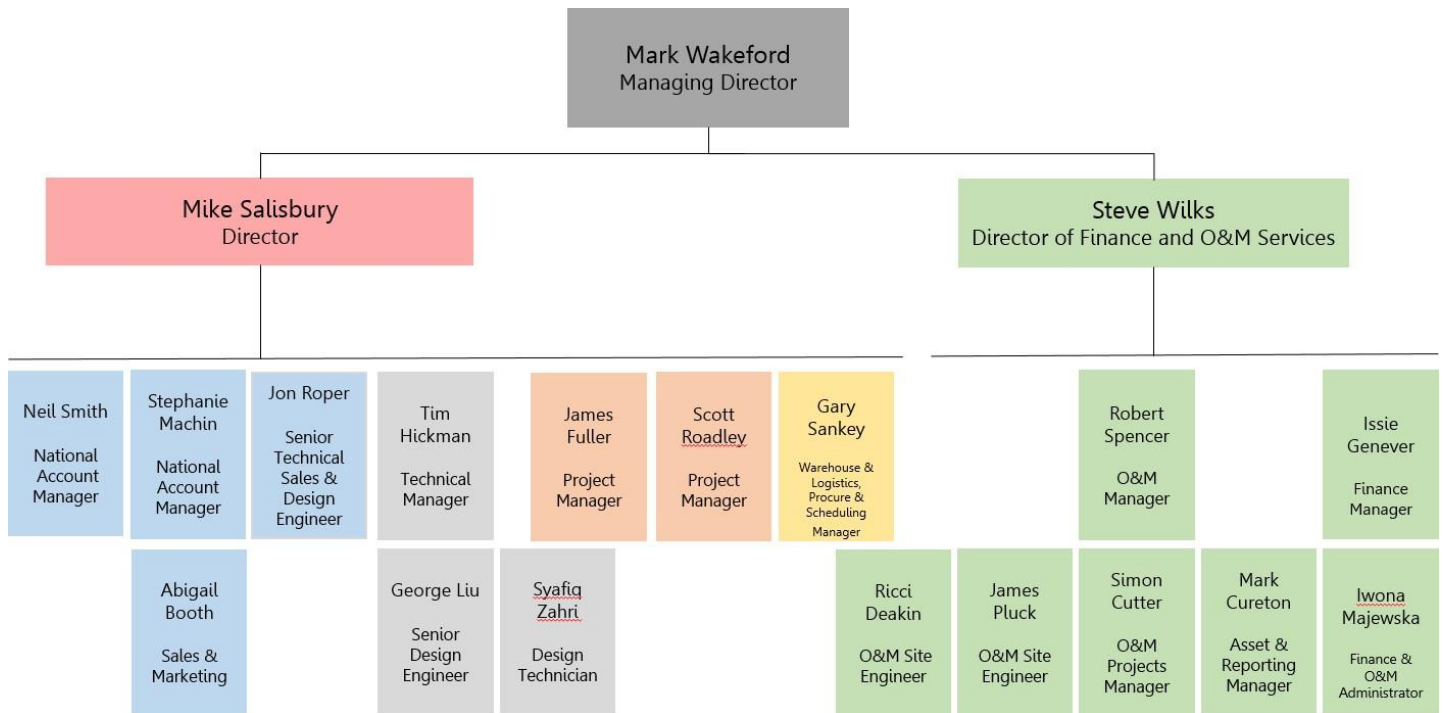 Mark Wakeford
Managing Director
Mike Salisbury
Director
Steve Wilks
Director of Finance and O&M Services
Neil Smith
National
Account
Manager
Stephanie
Machin
National
Account
Manager
Jon Roper
Senior
Technical
Sales &
Design
Engineer
Tim
Hickman
Technical
Manager
James
Fuller
Project
Manager
Scott
Roadley
Project
Manager
Gary
Sankey
Warehouse &
Logistics,
Procure &
Scheduling
Manager
Robert
Spencer
O&M
Manager
Issie
Genever
Finance
Manager
Abigail
Booth
Sales &
Marketing
George Liu
Senior
Design
Engineer
Syafiq
Zahri
Design
Technician
Ricci
Deakin
O&M Site
Engineer
James
Pluck
O&M Site
Engineer
Simon
Cutter
O&M
Projects
Manager
Mark
Cureton
Asset &
Reporting
Manager
Iwona
Majewska
Finance &
O&M
Administrator